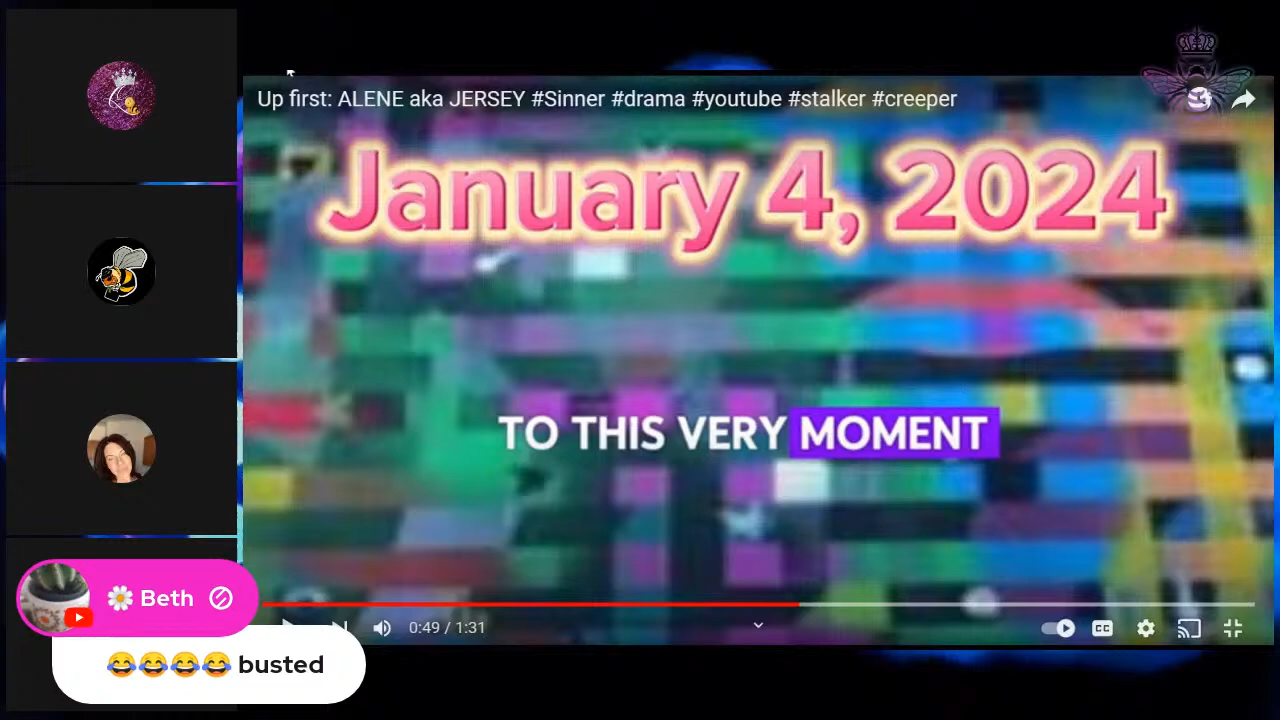 Up first: ALENE aka JERSEY #Sinner #drama #youtube #stalker #creeper
January 4, 2024
TO THIS VERY MOMENT
🌼 Beth
0:49 / 1:31
CC
😂😂😂😂 busted